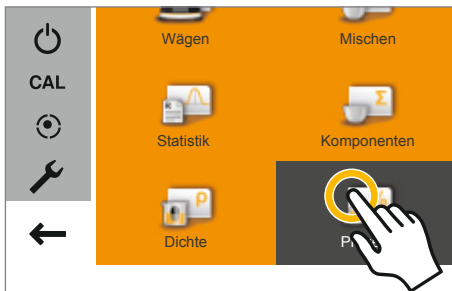 Wägen
Mischen
CAL
Σ
Statistik
Komponenten
ρ
Dichte